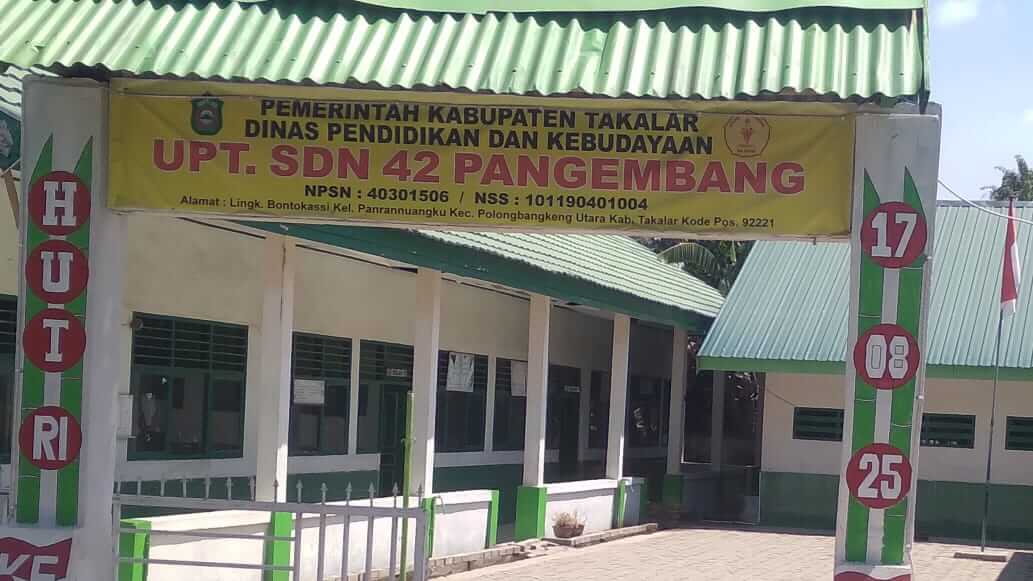 PEMERINTAH KABUPATEN TAKALAR
DINAS PENDIDIKAN DAN KEBUDAYAAN
UPT. SDN 42 PANGEMBANG
NPSN : 40301506 / NSS : 101190401004
Alamat : Lingk. Bontokassi Kel. Panrannuangku Kec. Polongbangkeng Utara Kab. Takalar Kode Pos. 92221
H
U
T
RI
KE
17
08
25